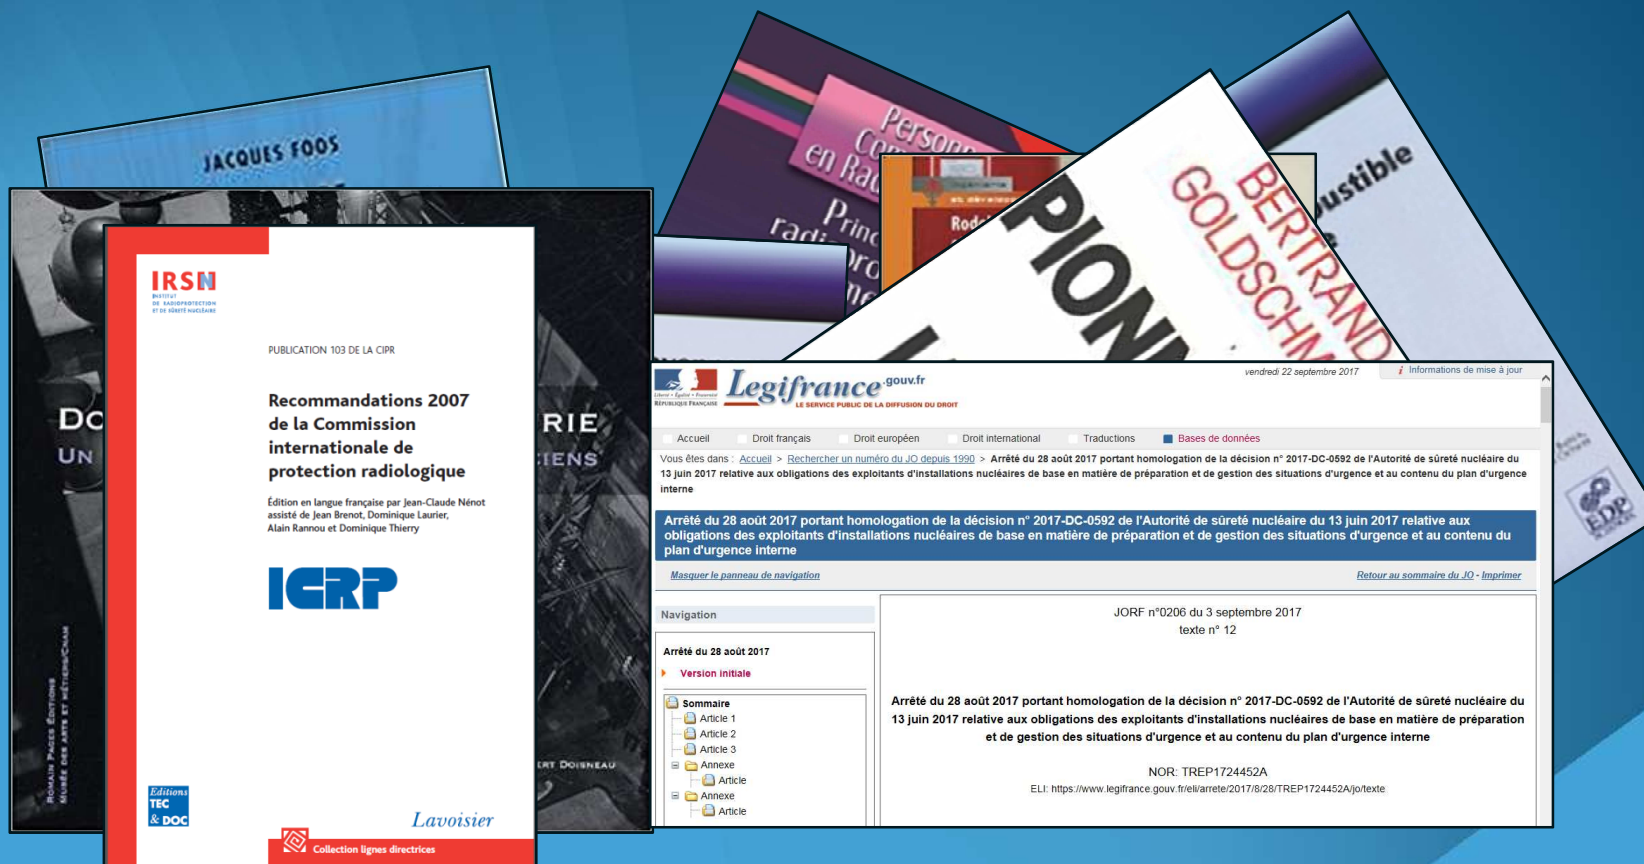 JACQUES FOOS
IRSN
INSTITUT
DE RADIOPROTECTION
ET DE SÛRETÉ NUCLÉAIRE
PUBLICATION 103 DE LA CIPR
Recommandations 2007
de la Commission
internationale de
protection radiologique
Édition en langue française par Jean-Claude Nénot
assisté de Jean Brenot, Dominique Laurier,
Alain Rannou et Dominique Thierry
ICRP
Editions
TEC
& DOC
Lavoisier
Collection lignes directrices
DO
RIE
UN
IENS
ROMAIN PAGES ÉDITIONS
MUSÉE DES ARTS ET MÉTIERS/CNAM
ERT DOISNEAU
Person
Co
en Ra
Prin
radi
PION
BERTRAND
GOLDSCHM
bustible
EDP
SCIENCES
Liberté • Égalité • Fraternité
RÉPUBLIQUE FRANÇAISE
Legifrance.gouv.fr
LE SERVICE PUBLIC DE LA DIFFUSION DU DROIT
vendredi 22 septembre 2017
i Informations de mise à jour
Accueil Droit français Droit européen Droit international Traductions Bases de données
Vous êtes dans : Accueil > Rechercher un numéro du JO depuis 1990 > Arrêté du 28 août 2017 portant homologation de la décision n° 2017-DC-0592 de l'Autorité de sûreté nucléaire du
13 juin 2017 relative aux obligations des exploitants d'installations nucléaires de base en matière de préparation et de gestion des situations d'urgence et au contenu du plan d'urgence
interne
Arrêté du 28 août 2017 portant homologation de la décision n° 2017-DC-0592 de l'Autorité de sûreté nucléaire du 13 juin 2017 relative aux
obligations des exploitants d'installations nucléaires de base en matière de préparation et de gestion des situations d'urgence et au contenu du
plan d'urgence interne
Masquer le panneau de navigation
Retour au sommaire du JO - Imprimer
Navigation
Arrêté du 28 août 2017
Version initiale
Sommaire
Article 1
Article 2
Article 3
Annexe
Article
Annexe
Article
JORF n°0206 du 3 septembre 2017
texte n° 12
Arrêté du 28 août 2017 portant homologation de la décision n° 2017-DC-0592 de l'Autorité de sûreté nucléaire du
13 juin 2017 relative aux obligations des exploitants d'installations nucléaires de base en matière de préparation
et de gestion des situations d'urgence et au contenu du plan d'urgence interne
NOR: TREP1724452A
ELI: https://www.legifrance.gouv.fr/eli/arrete/2017/8/28/TREP1724452A/jo/texte